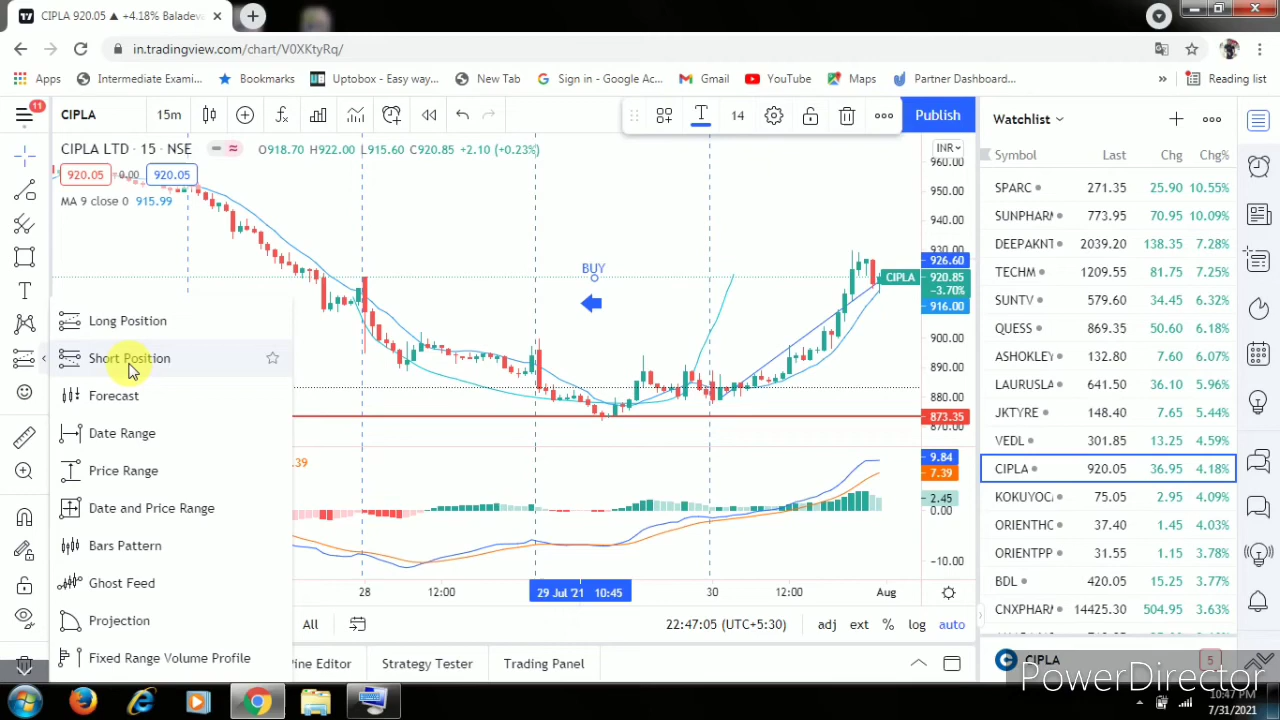 CIPLA 920.05 ▲ +4.18% Baladev
in.tradingview.com/chart/V0XKtyRq/
Apps Intermediate Exami... Bookmarks Uptobox - Easy way... New Tab Sign in - Google Ac... Gmail YouTube Maps Partner Dashboard... » Reading list
11
CIPLA 15m 14 Publish
Watchlist
CIPLA LTD · 15 · NSE O918.70 H922.00 L915.60 C920.85 +2.10 (+0.23%)
INR
920.05 0.00 920.05
MA 9 close 0 915.99
960.00
950.00
940.00
930.00
926.60
CIPLA 920.85
−3.70%
916.00
900.00
890.00
880.00
873.35
870.00
BUY
Long Position
Short Position
Forecast
Date Range
Price Range
Date and Price Range
Bars Pattern
Ghost Feed
Projection
Fixed Range Volume Profile
.39
9.84
7.39
2.45
0.00
−10.00
28 12:00 29 Jul '21 10:45 30 12:00 Aug
All 22:47:05 (UTC+5:30) adj ext % log auto
Pine Editor Strategy Tester Trading Panel
Symbol Last Chg Chg%
SPARC 271.35 25.90 10.55%
SUNPHARM 773.95 70.95 10.09%
DEEPAKNT 2039.20 138.35 7.28%
TECHM 1209.55 81.75 7.25%
SUNTV 579.60 34.45 6.32%
QUESS 869.35 50.60 6.18%
ASHOKLEY 132.80 7.60 6.07%
LAURUSLA 641.50 36.10 5.96%
JKTYRE 148.40 7.65 5.44%
VEDL 301.85 13.25 4.59%
CIPLA 920.05 36.95 4.18%
KOKUYOC 75.05 2.95 4.09%
ORIENTHO 37.40 1.45 4.03%
ORIENTPP 31.55 1.15 3.78%
BDL 420.05 15.25 3.77%
CNXPHARM 14425.30 504.95 3.63%
CIPLA 5
PowerDirector
10:47 PM
7/31/2021